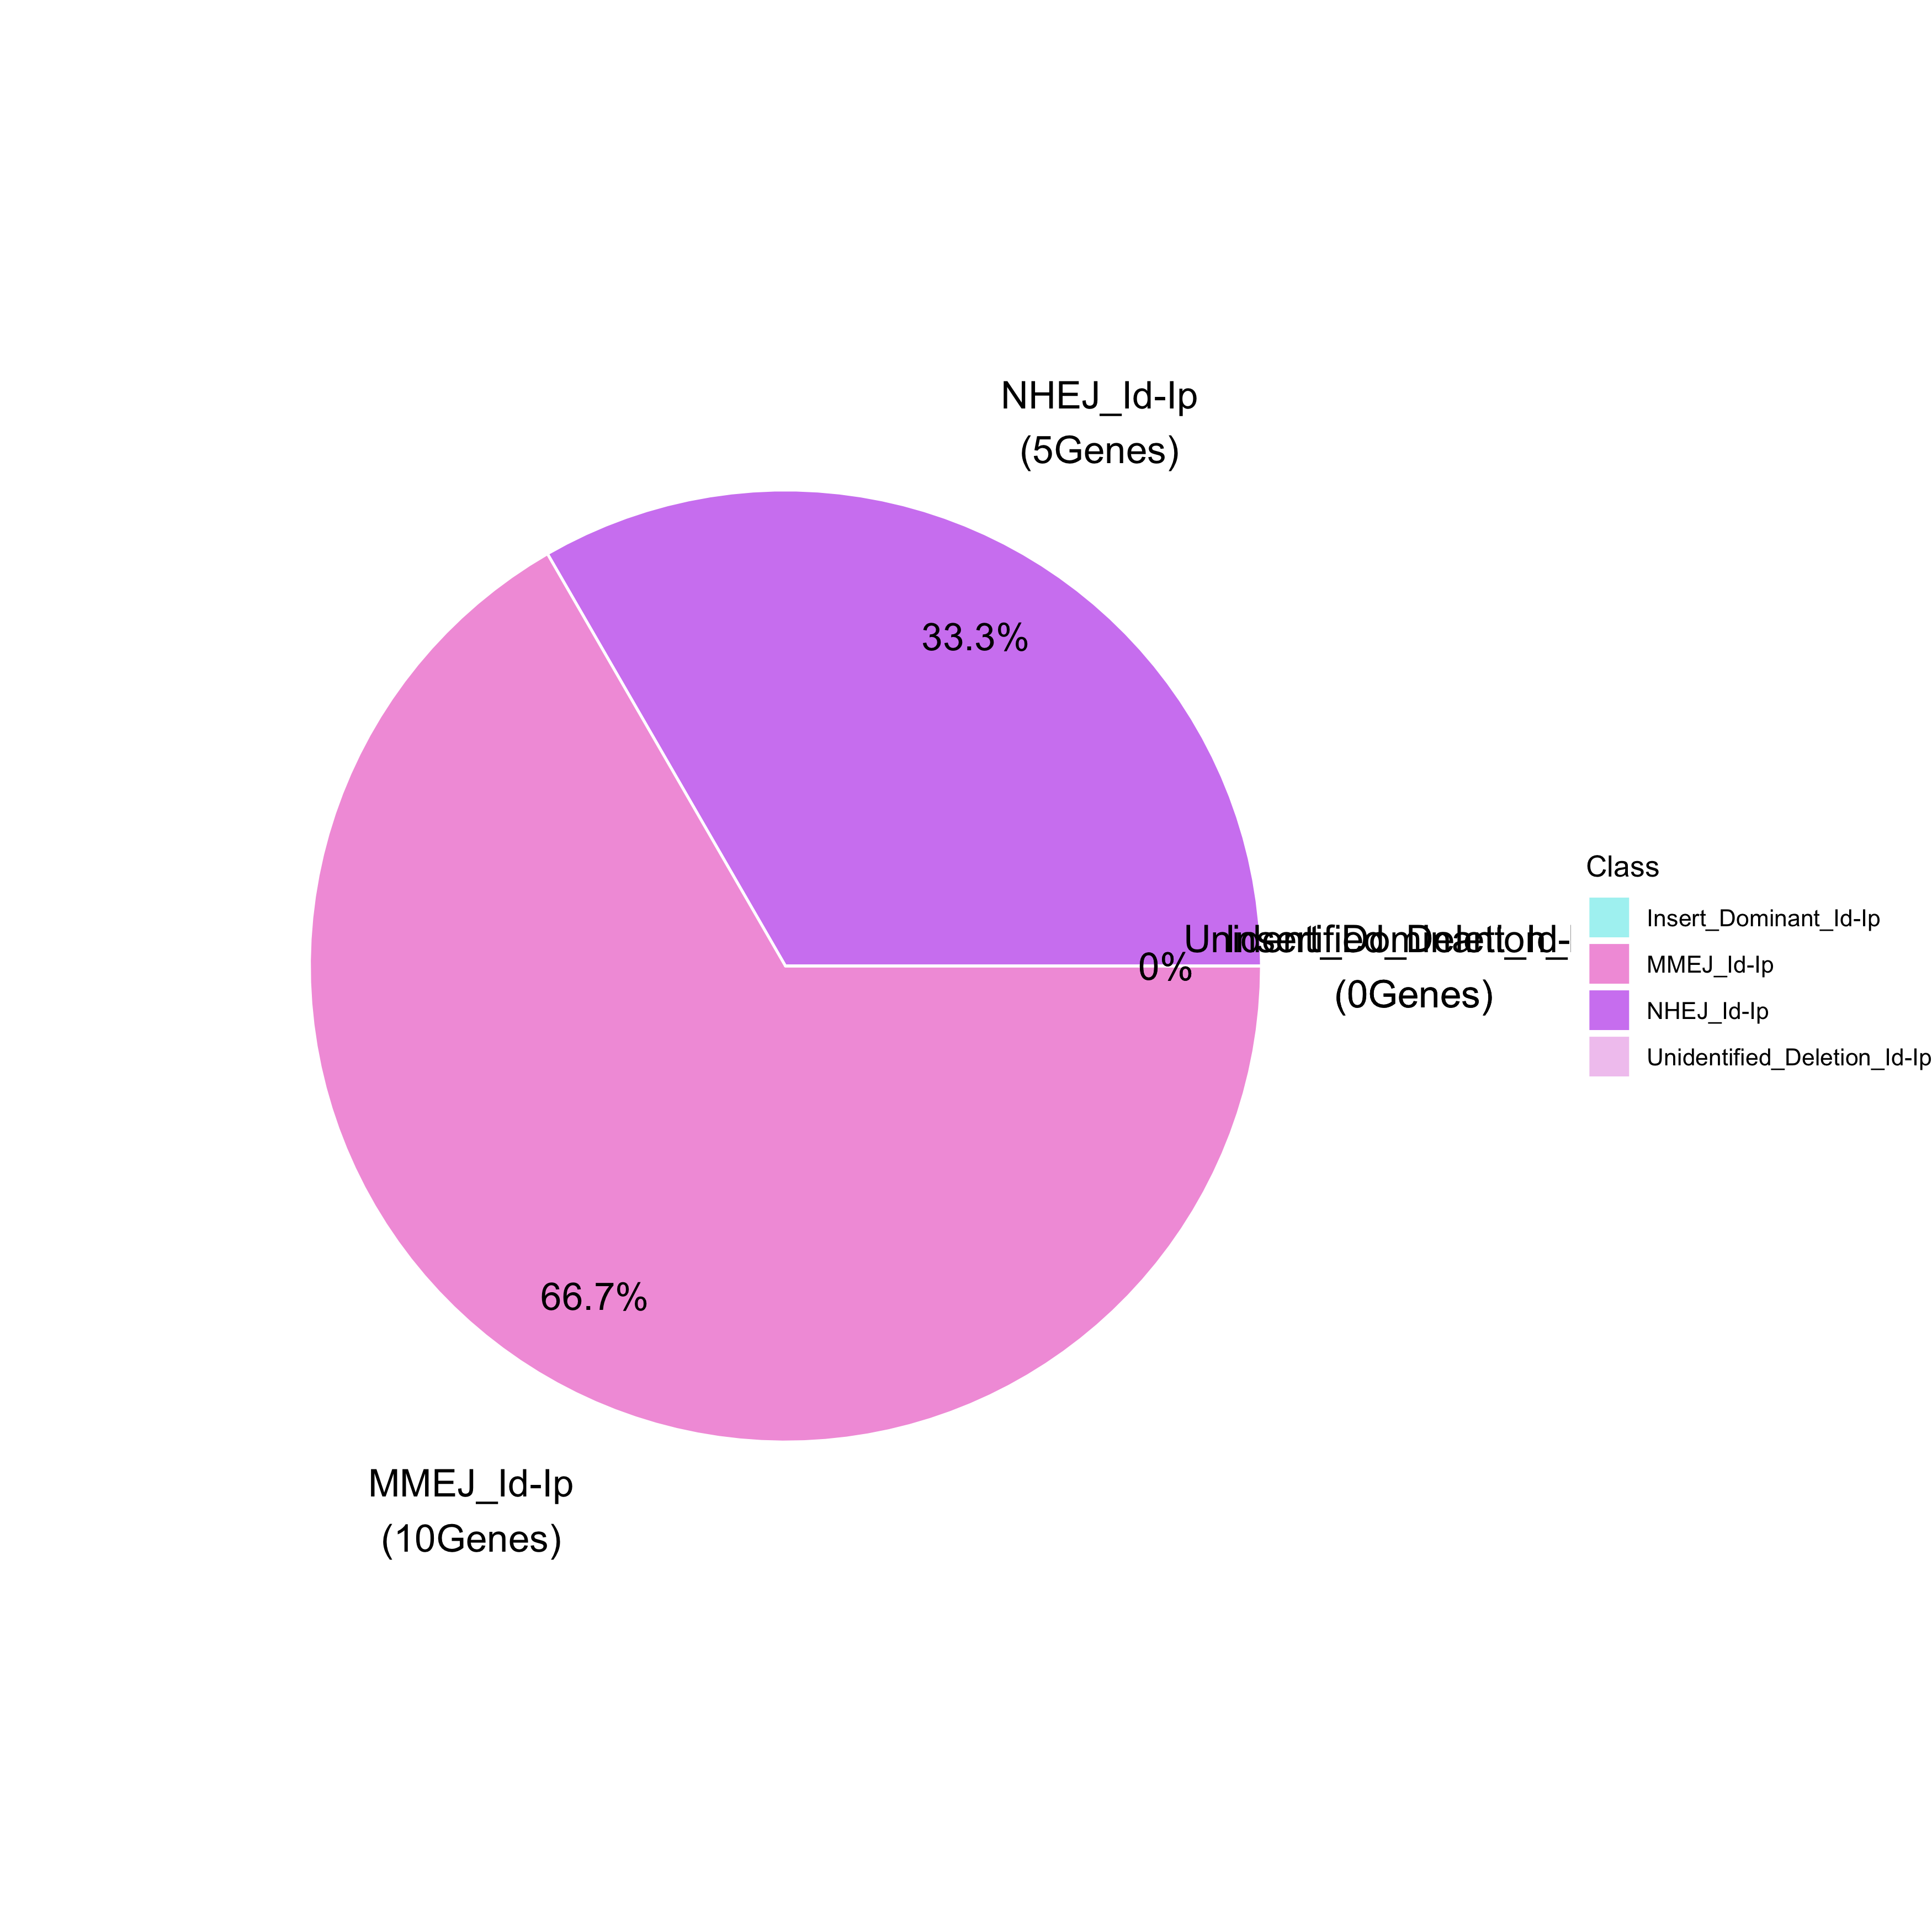 NHEJ_Id-Ip
(5Genes)
33.3%
0%
(0Genes)
66.7%
MMEJ_Id-Ip
(10Genes)
Class
Insert_Dominant_Id-Ip
MMEJ_Id-Ip
NHEJ_Id-Ip
Unidentified_Deletion_Id-Ip